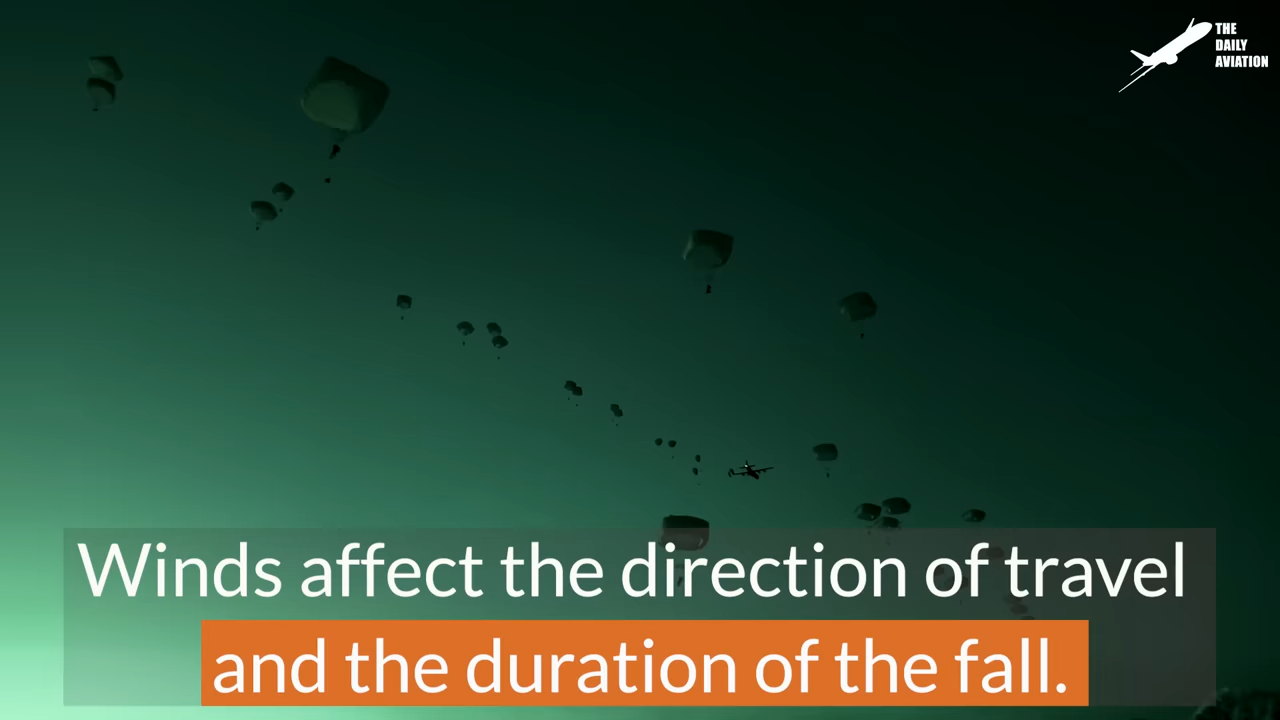 THE
DAILY
AVIATION
Winds affect the direction of travel
and the duration of the fall.